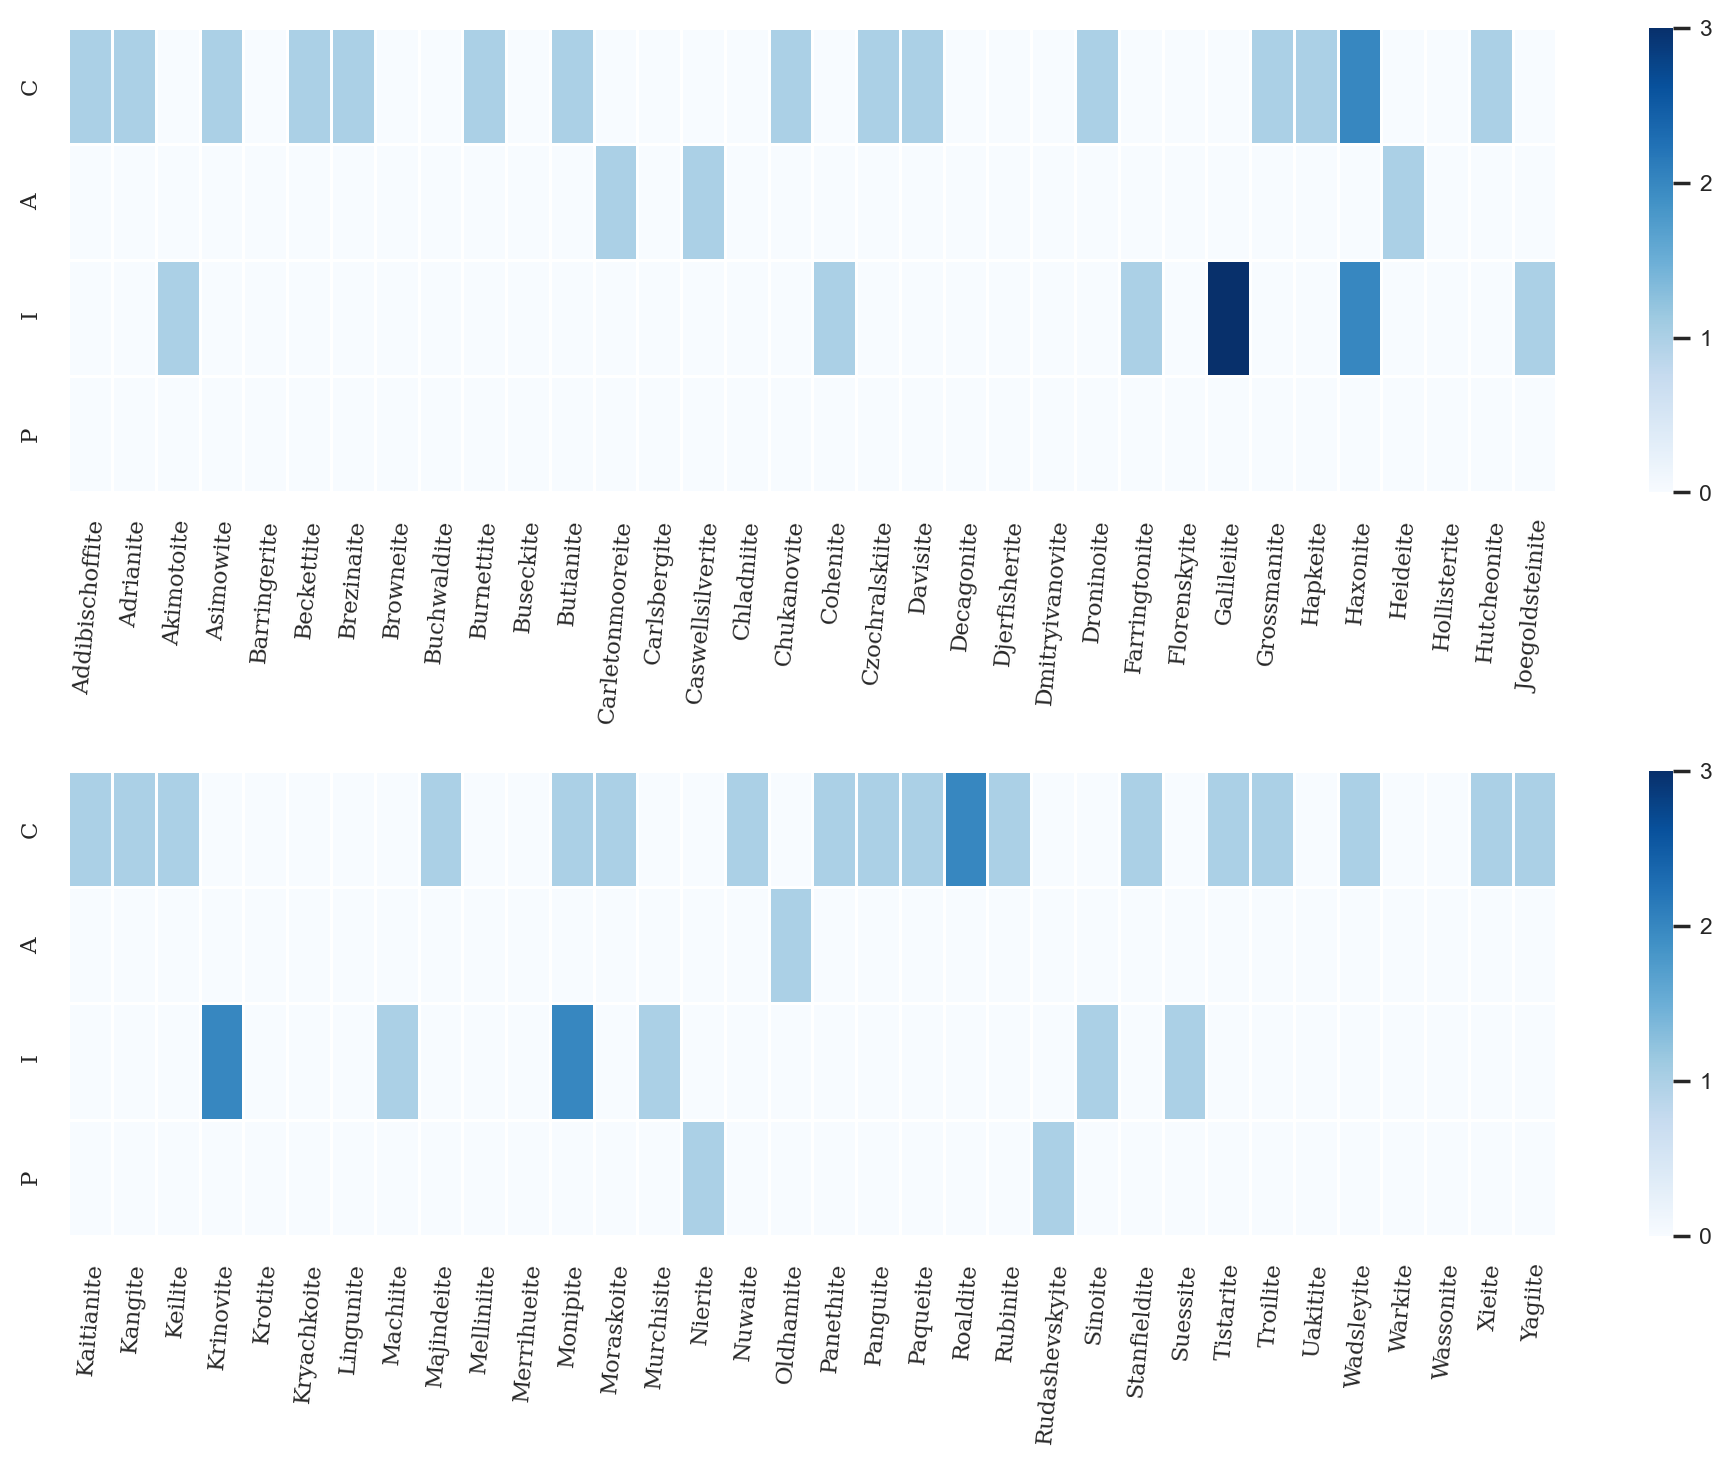 C
A
I
P
3
2
1
0
Addibischoffite
Adrianite
Akimotoite
Asimowite
Barringerite
Beckettite
Brezinaite
Browneite
Buchwaldite
Burnettite
Buseckite
Butianite
Carletonmooreite
Carlsbergite
Caswellsilverite
Chladniite
Chukanovite
Cohenite
Czochralskiite
Davisite
Decagonite
Djerfisherite
Dmitryivanovite
Droninoite
Farringtonite
Florenskyite
Galileiite
Grossmanite
Hapkeite
Haxonite
Heideite
Hollisterite
Hutcheonite
Joegoldsteinite
C
A
I
P
3
2
1
0
Kaitianite
Kangite
Keilite
Krinovite
Krotite
Kryachkoite
Lingunite
Machiite
Majindeite
Melliniite
Merrihueite
Monipite
Moraskoite
Murchisite
Nierite
Nuwaite
Oldhamite
Panethite
Panguite
Paqueite
Roaldite
Rubinite
Rudashevskyite
Sinoite
Stanfieldite
Suessite
Tistarite
Troilite
Uakitite
Wadsleyite
Warkite
Wassonite
Xieite
Yagiite